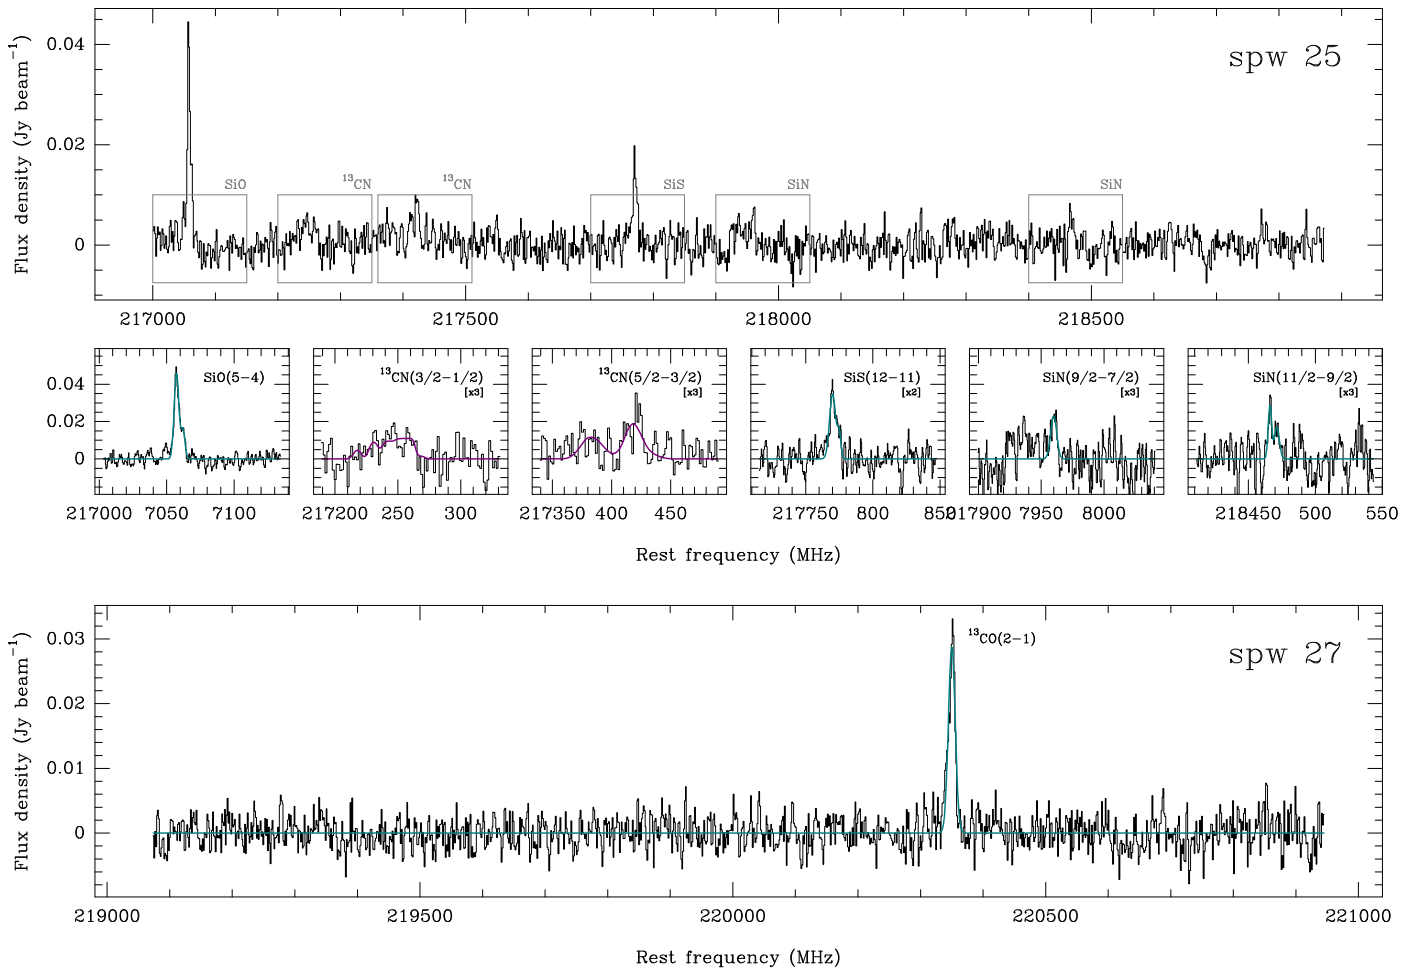 spw 25
Flux density (Jy beam⁻¹)
0.04
0.02
0
SiO
¹³CN
¹³CN
SiS
SiN
SiN
217000 217500 218000 218500
0.04
0.02
0
SiO(5−4)
¹³CN(3/2−1/2)
[x3]
¹³CN(5/2−3/2)
[x3]
SiS(12−11)
[x2]
SiN(9/2−7/2)
[x3]
SiN(11/2−9/2)
[x3]
217000 7050 7100
217200 250 300
217350 400 450
217750 800 850
217900 7950 8000
218450 500 550
Rest frequency (MHz)
spw 27
¹³CO(2−1)
Flux density (Jy beam⁻¹)
0.03
0.02
0.01
0
219000 219500 220000 220500 221000
Rest frequency (MHz)